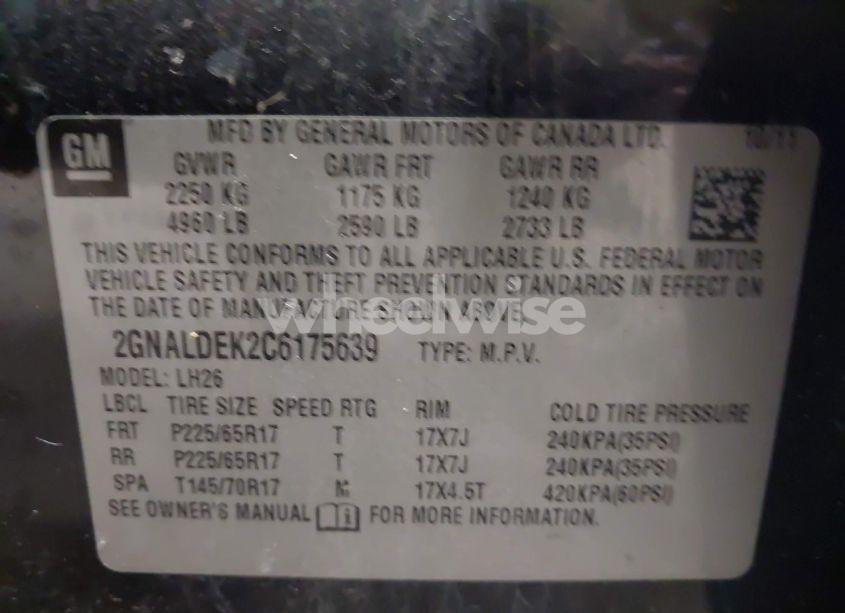 GM
MFD BY GENERAL MOTORS OF CANADA LTD. 10/11
GVWR GAWR FRT GAWR RR
2250 KG 1175 KG 1240 KG
4960 LB 2590 LB 2733 LB
THIS VEHICLE CONFORMS TO ALL APPLICABLE U.S. FEDERAL MOTOR
VEHICLE SAFETY AND THEFT PREVENTION STANDARDS IN EFFECT ON
THE DATE OF MANUFACTURE SHOWN ABOVE.
wheelwise
2GNALDEK2C6175639 TYPE: M.P.V.
MODEL: LH26
LBCL TIRE SIZE SPEED RTG RIM COLD TIRE PRESSURE
FRT P225/65R17 T 17X7J 240KPA(35PSI)
RR P225/65R17 T 17X7J 240KPA(35PSI)
SPA T145/70R17 M 17X4.5T 420KPA(60PSI)
SEE OWNER'S MANUAL FOR MORE INFORMATION.